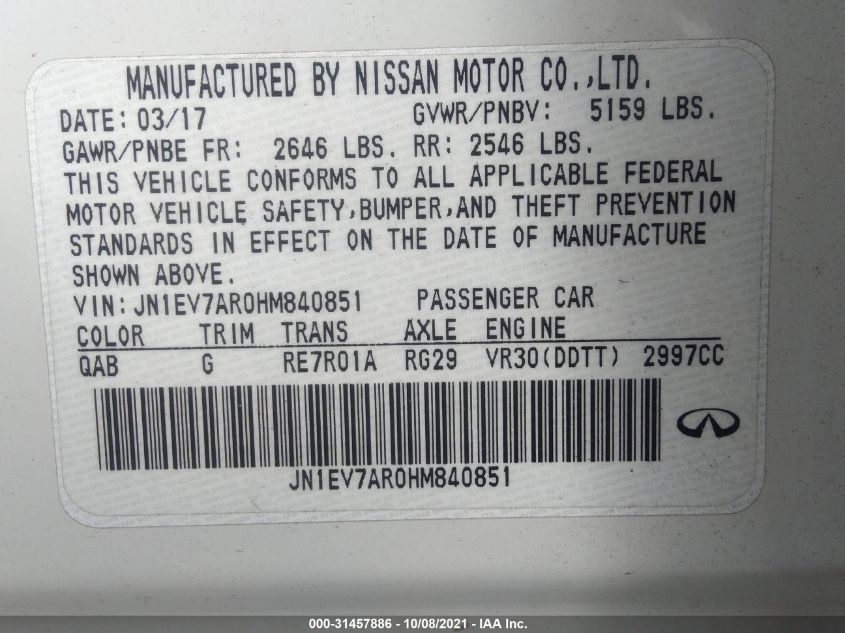 MANUFACTURED BY NISSAN MOTOR CO.,LTD.
DATE: 03/17 GVWR/PNBV: 5159 LBS.
GAWR/PNBE FR: 2646 LBS. RR: 2546 LBS.
THIS VEHICLE CONFORMS TO ALL APPLICABLE FEDERAL
MOTOR VEHICLE SAFETY,BUMPER,AND THEFT PREVENTION
STANDARDS IN EFFECT ON THE DATE OF MANUFACTURE
SHOWN ABOVE.
VIN:JN1EV7AR0HM840851 PASSENGER CAR
COLOR TRIM TRANS AXLE ENGINE
QAB G RE7R01A RG29 VR30(DDTT) 2997CC
JN1EV7AR0HM840851
000-31457886 - 10/08/2021 - IAA Inc.